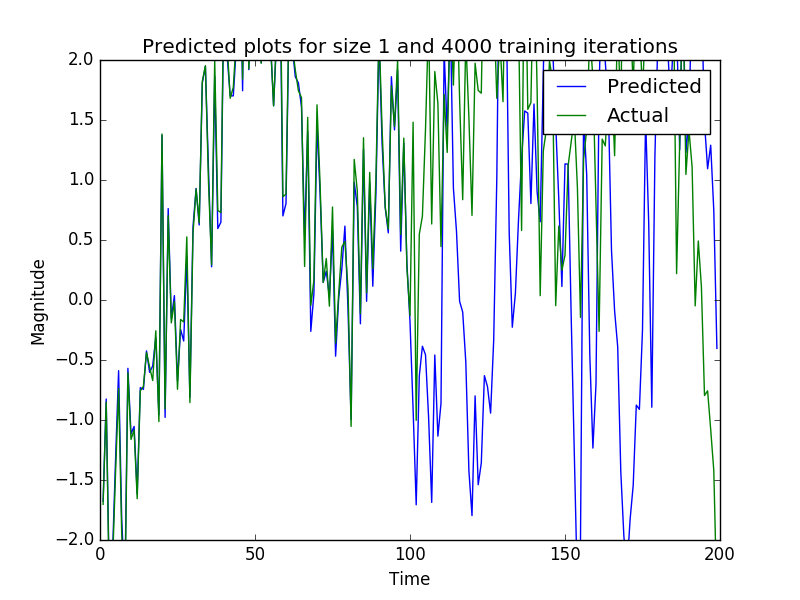 Predicted plots for size 1 and 4000 training iterations
2.0
1.5
1.0
0.5
0.0
−0.5
−1.0
−1.5
−2.0
Magnitude
Predicted
Actual
0 50 100 150 200
Time